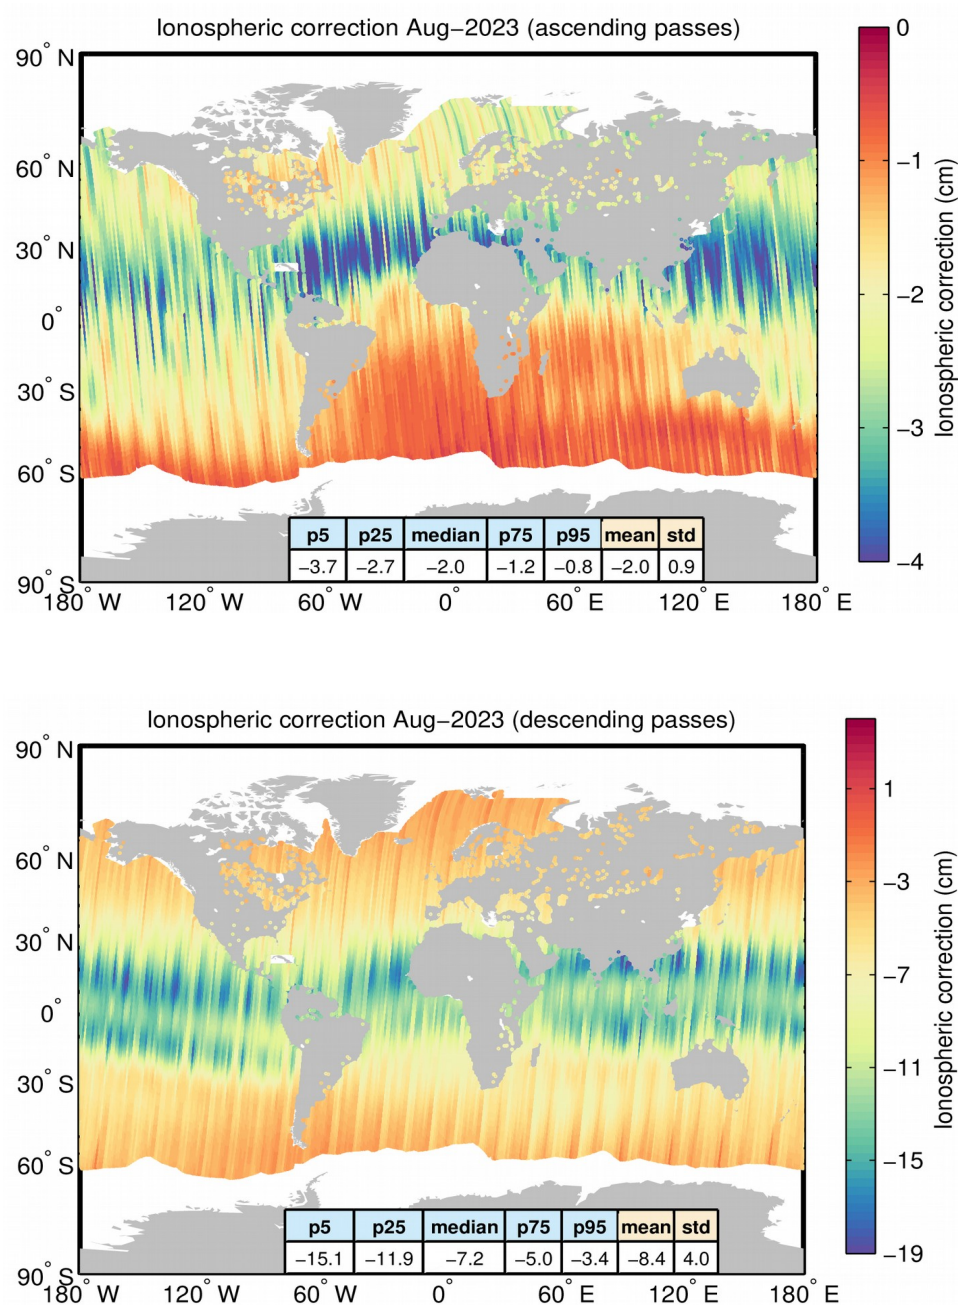 Ionospheric correction Aug−2023 (ascending passes)
90° N
60° N
30° N
0°
30° S
60° S
90° S
180° W 120° W 60° W 0° 60° E 120° E 180° E
p5 p25 median p75 p95 mean std
−3.7 −2.7 −2.0 −1.2 −0.8 −2.0 0.9
0
−1
−2
−3
−4
Ionospheric correction (cm)
Ionospheric correction Aug−2023 (descending passes)
90° N
60° N
30° N
0°
30° S
60° S
90° S
180° W 120° W 60° W 0° 60° E 120° E 180° E
p5 p25 median p75 p95 mean std
−15.1 −11.9 −7.2 −5.0 −3.4 −8.4 4.0
1
−3
−7
−11
−15
−19
Ionospheric correction (cm)